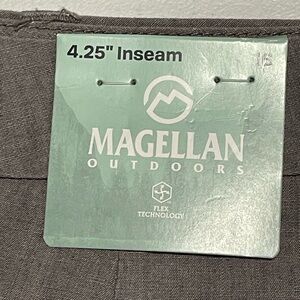 4.25" Inseam
MAGELLAN
OUTDOORS
FLEX
TECHNOLOGY